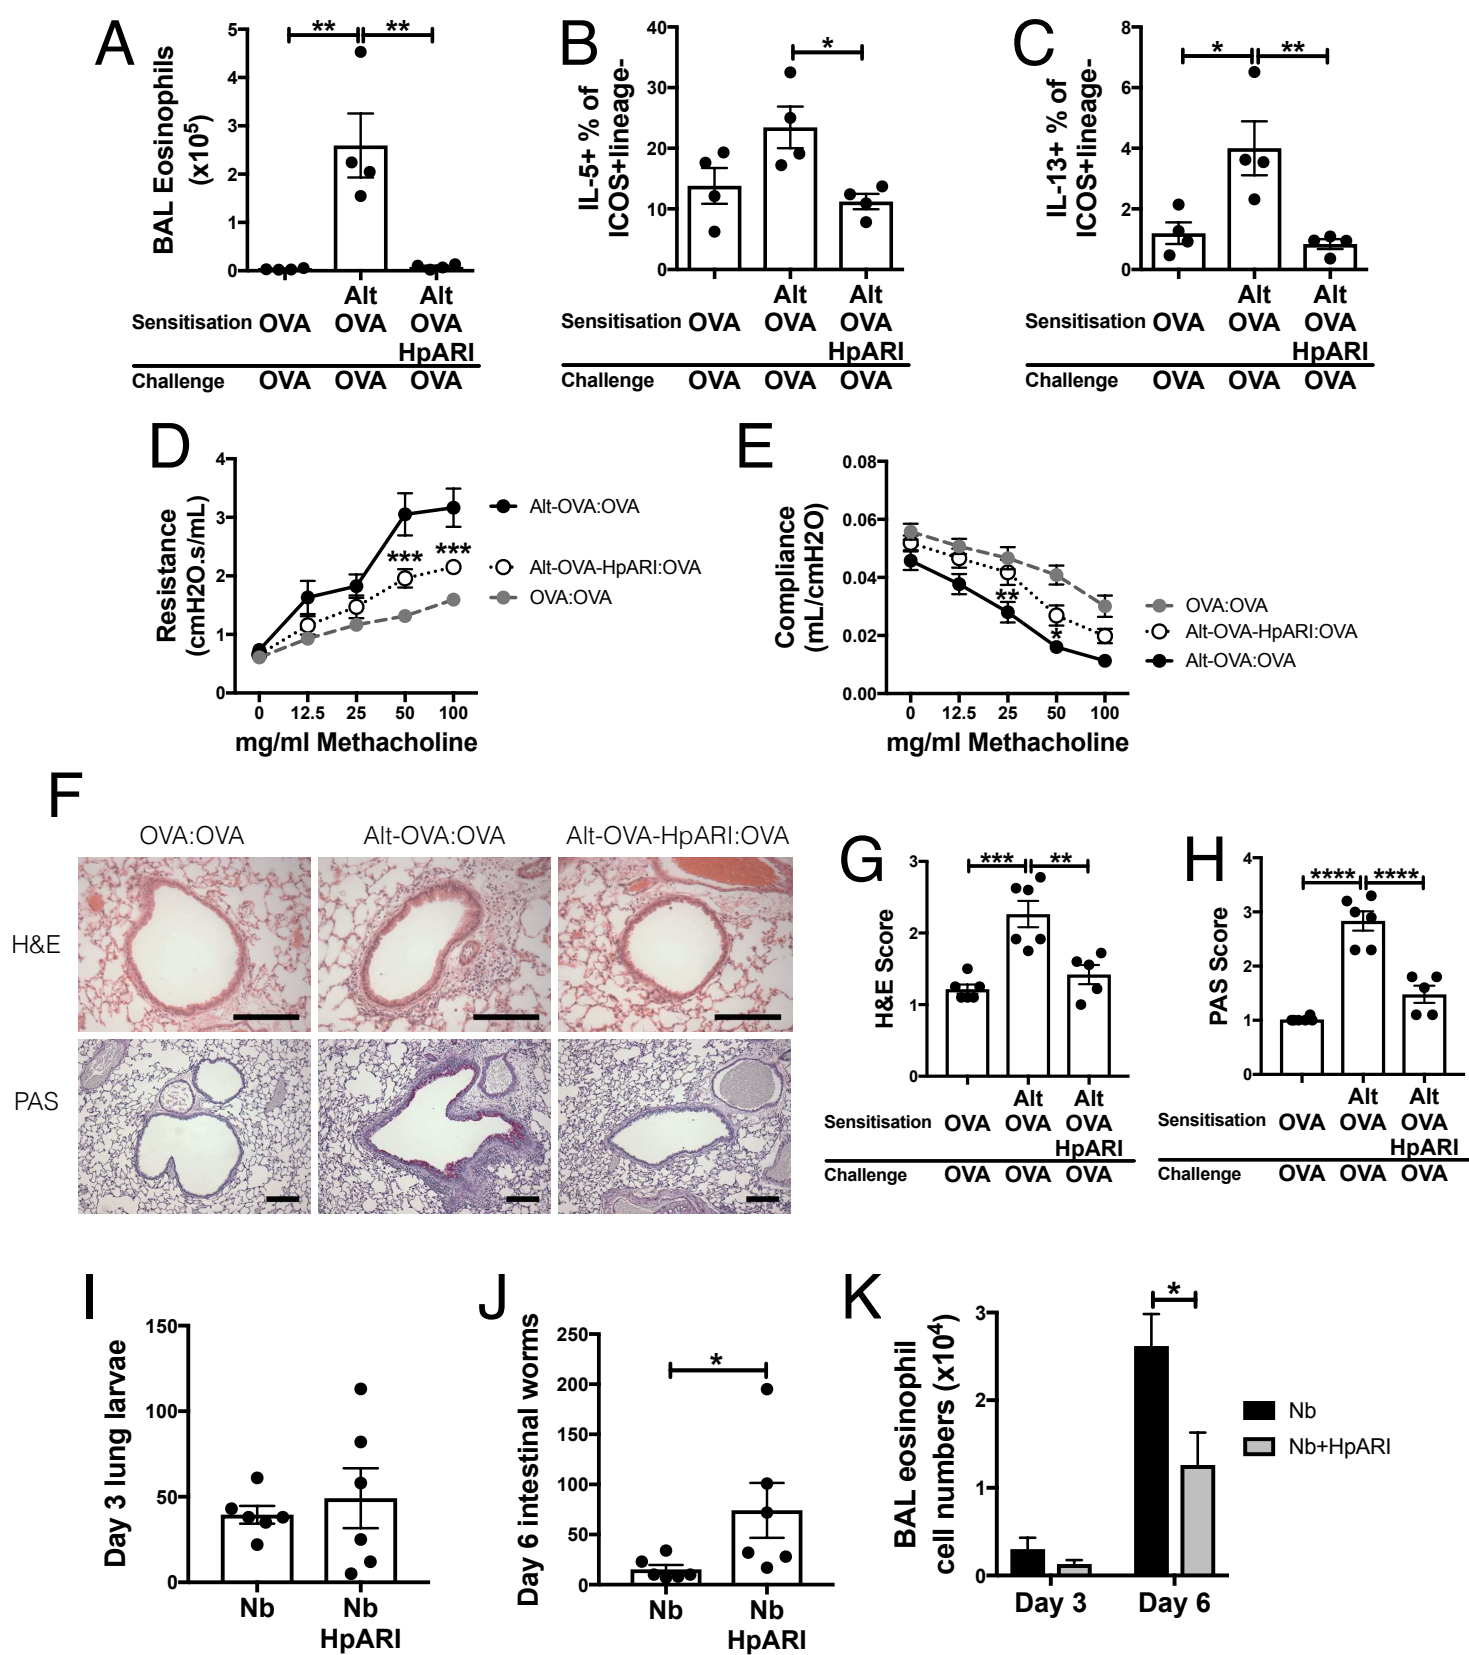 A
BAL Eosinophils
(x10⁵)
5
4
3
2
1
0
** **
Alt Alt
Sensitisation OVA OVA OVA
HpARI
Challenge OVA OVA OVA
B
IL-5+ % of
ICOS+lineage-
40
30
20
10
0
*
Alt Alt
Sensitisation OVA OVA OVA
HpARI
Challenge OVA OVA OVA
C
IL-13+ % of
ICOS+lineage-
8
6
4
2
0
* **
Alt Alt
Sensitisation OVA OVA OVA
HpARI
Challenge OVA OVA OVA
D
Resistance
(cmH2O.s/mL)
4
3
2
1
0
*** ***
0 12.5 25 50 100
mg/ml Methacholine
Alt-OVA:OVA
Alt-OVA-HpARI:OVA
OVA:OVA
E
Compliance
(mL/cmH2O)
0.08
0.06
0.04
0.02
0.00
**
*
0 12.5 25 50 100
mg/ml Methacholine
OVA:OVA
Alt-OVA-HpARI:OVA
Alt-OVA:OVA
F
OVA:OVA Alt-OVA:OVA Alt-OVA-HpARI:OVA
H&E
PAS
G
H&E Score
3
2
1
0
*** **
Alt Alt
Sensitisation OVA OVA OVA
HpARI
Challenge OVA OVA OVA
H
PAS Score
4
3
2
1
0
**** ****
Alt Alt
Sensitisation OVA OVA OVA
HpARI
Challenge OVA OVA OVA
I
Day 3 lung larvae
150
100
50
0
Nb Nb
HpARI
J
Day 6 intestinal worms
250
200
150
100
50
0
*
Nb Nb
HpARI
K
BAL eosinophil
cell numbers (x10⁴)
3
2
1
0
*
Day 3 Day 6
Nb
Nb+HpARI